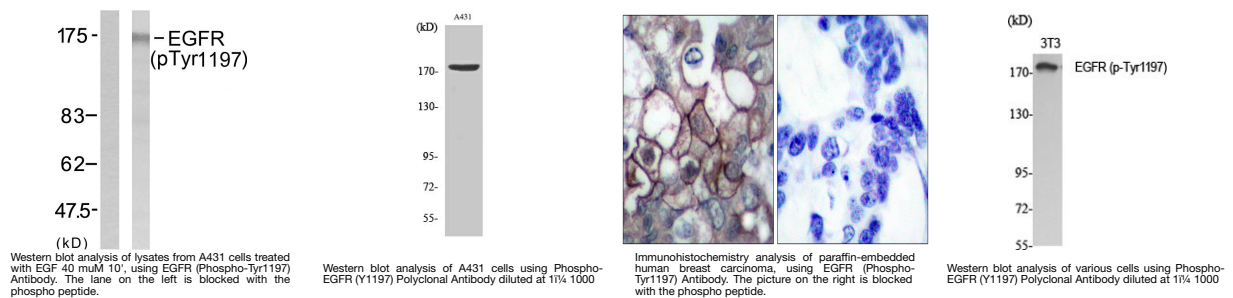 175-
-EGFR
(pTyr1197)
83-
62-
47.5-
(kD)
Western blot analysis of lysates from A431 cells treated
with EGF 40 muM 10', using EGFR (Phospho-Tyr1197)
Antibody. The lane on the left is blocked with the
phospho peptide.
A431
(kD)
170-
130-
95-
72-
55-
Western blot analysis of A431 cells using Phospho-
EGFR (Y1197) Polyclonal Antibody diluted at 1ï¼ 1000
Immunohistochemistry analysis of paraffin-embedded
human breast carcinoma, using EGFR (Phospho-
Tyr1197) Antibody. The picture on the right is blocked
with the phospho peptide.
(kD)
3T3
170-
EGFR (p-Tyr1197)
130-
95-
72-
55-
Western blot analysis of various cells using Phospho-
EGFR (Y1197) Polyclonal Antibody diluted at 1ï¼ 1000